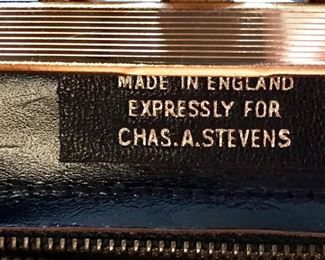 MADE IN ENGLAND
EXPRESSLY FOR
CHAS.A.STEVENS